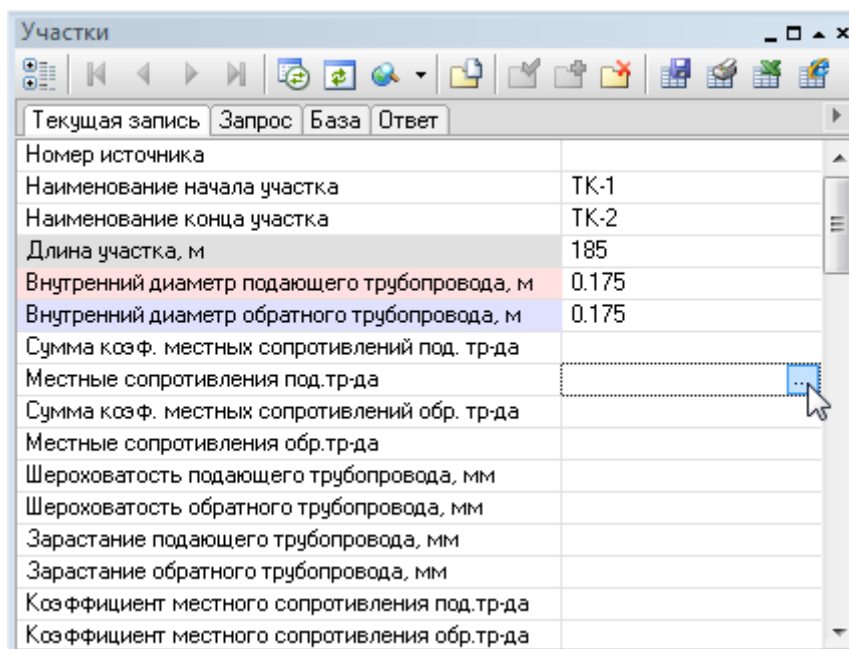 Участки
Текущая запись Запрос База Ответ
Номер источника
Наименование начала участка ТК-1
Наименование конца участка ТК-2
Длина участка, м 185
Внутренний диаметр подающего трубопровода, м 0.175
Внутренний диаметр обратного трубопровода, м 0.175
Сумма коэф. местных сопротивлений под. тр-да
Местные сопротивления под.тр-да ...
Сумма коэф. местных сопротивлений обр. тр-да
Местные сопротивления обр.тр-да
Шероховатость подающего трубопровода, мм
Шероховатость обратного трубопровода, мм
Зарастание подающего трубопровода, мм
Зарастание обратного трубопровода, мм
Коэффициент местного сопротивления под.тр-да
Коэффициент местного сопротивления обр.тр-да